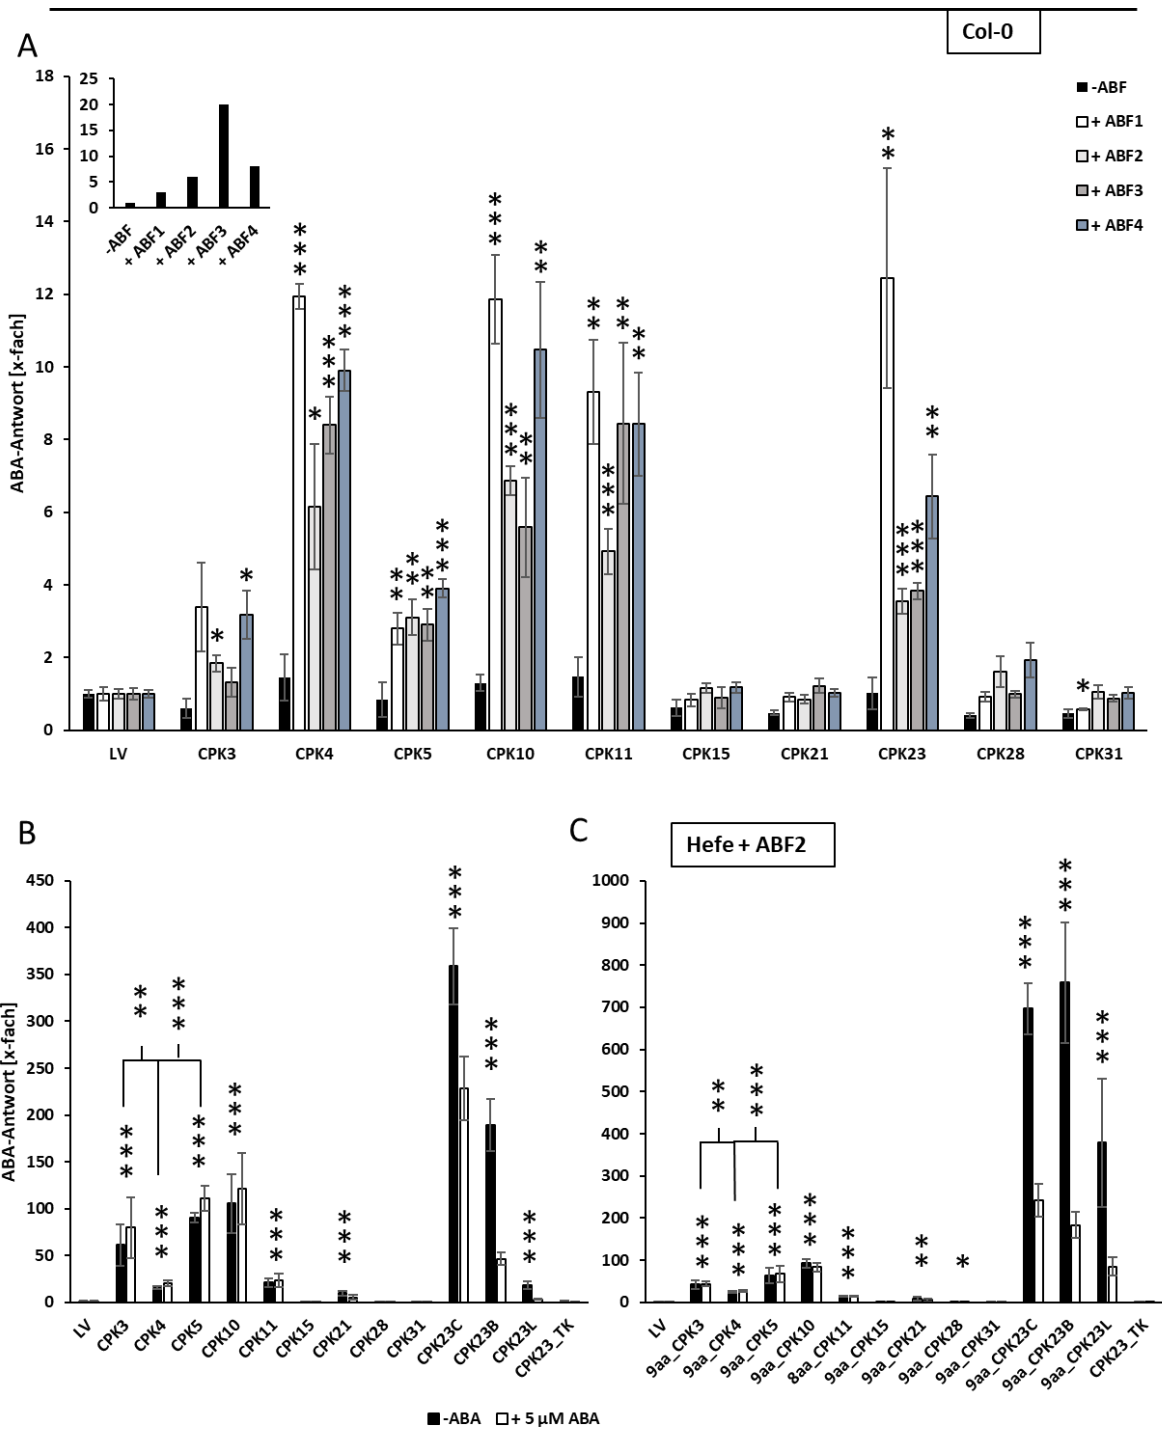 Col-0
A
18
16
14
12
10
8
6
4
2
0
ABA-Antwort [x-fach]
25
20
15
10
5
0
-ABF
+ ABF1
+ ABF2
+ ABF3
+ ABF4
-ABF
+ ABF1
+ ABF2
+ ABF3
+ ABF4
* * *
* * *
* * *
* *
* *
* * *
* *
* *
* *
* *
* * *
*
* * *
* *
* * *
* * *
* * *
* * *
* *
* *
* *
*
*
*
LV
CPK3
CPK4
CPK5
CPK10
CPK11
CPK15
CPK21
CPK23
CPK28
CPK31
B
450
400
350
300
250
200
150
100
50
0
ABA-Antwort [x-fach]
* *
* * *
* * *
* * *
* * *
* * *
* * *
* * *
* * *
* * *
* * *
LV
CPK3
CPK4
CPK5
CPK10
CPK11
CPK15
CPK21
CPK28
CPK31
CPK23C
CPK23B
CPK23L
CPK23_TK
C
Hefe + ABF2
1000
900
800
700
600
500
400
300
200
100
0
* *
* * *
* * *
* * *
* * *
* * *
* * *
* *
*
* * *
* * *
* * *
LV
9aa_CPK3
9aa_CPK4
9aa_CPK5
9aa_CPK10
8aa_CPK11
9aa_CPK15
9aa_CPK21
9aa_CPK28
9aa_CPK31
9aa_CPK23C
9aa_CPK23B
9aa_CPK23L
CPK23_TK
-ABA
+ 5 µM ABA